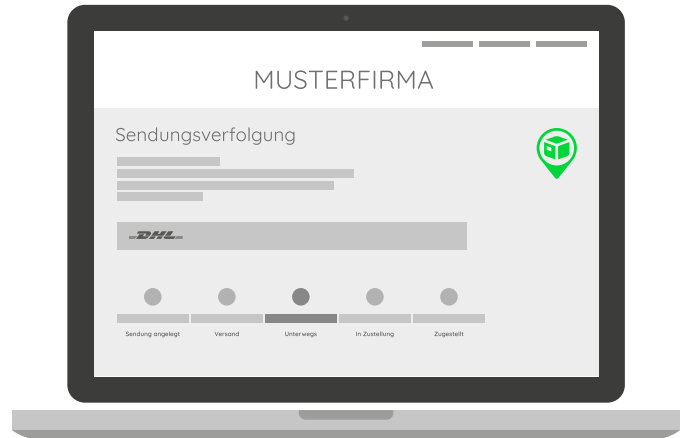 MUSTERFIRMA
Sendungsverfolgung
DHL
Sendung angelegt
Versand
Unterwegs
In Zustellung
Zugestellt